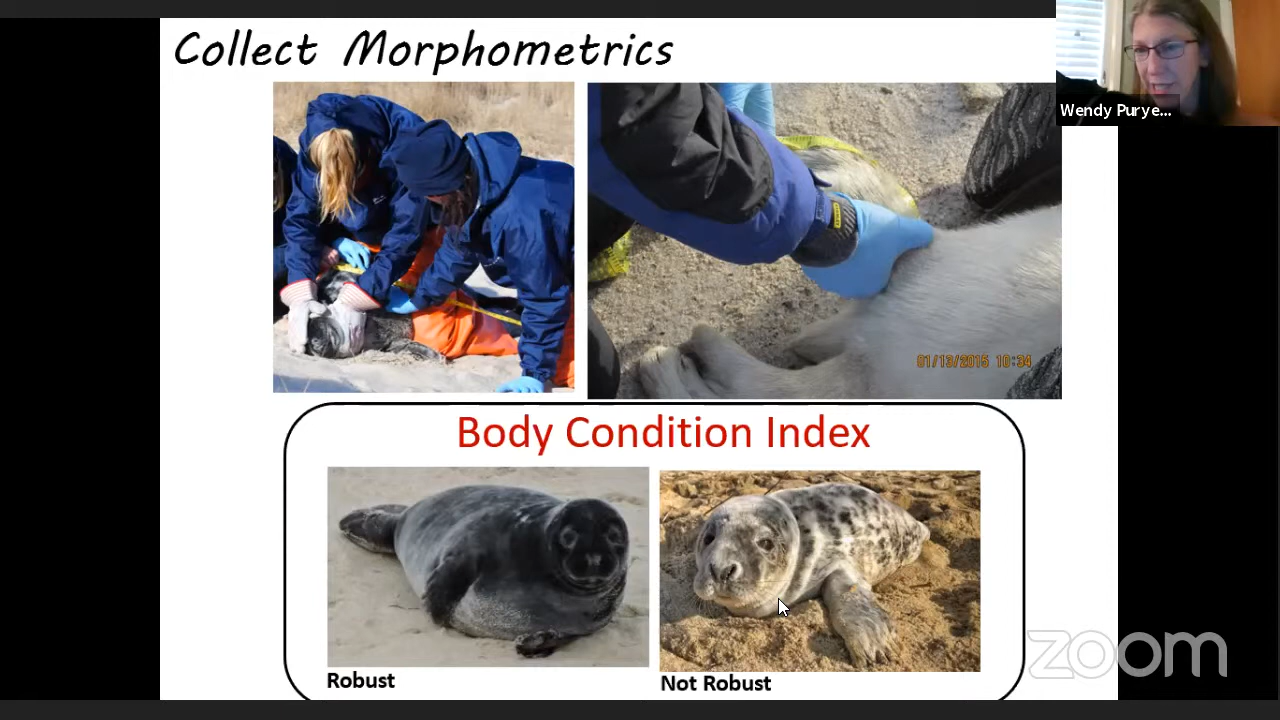 Collect Morphometrics
Wendy Purye...
01/13/2015 10:34
Body Condition Index
Robust
Not Robust
zoom